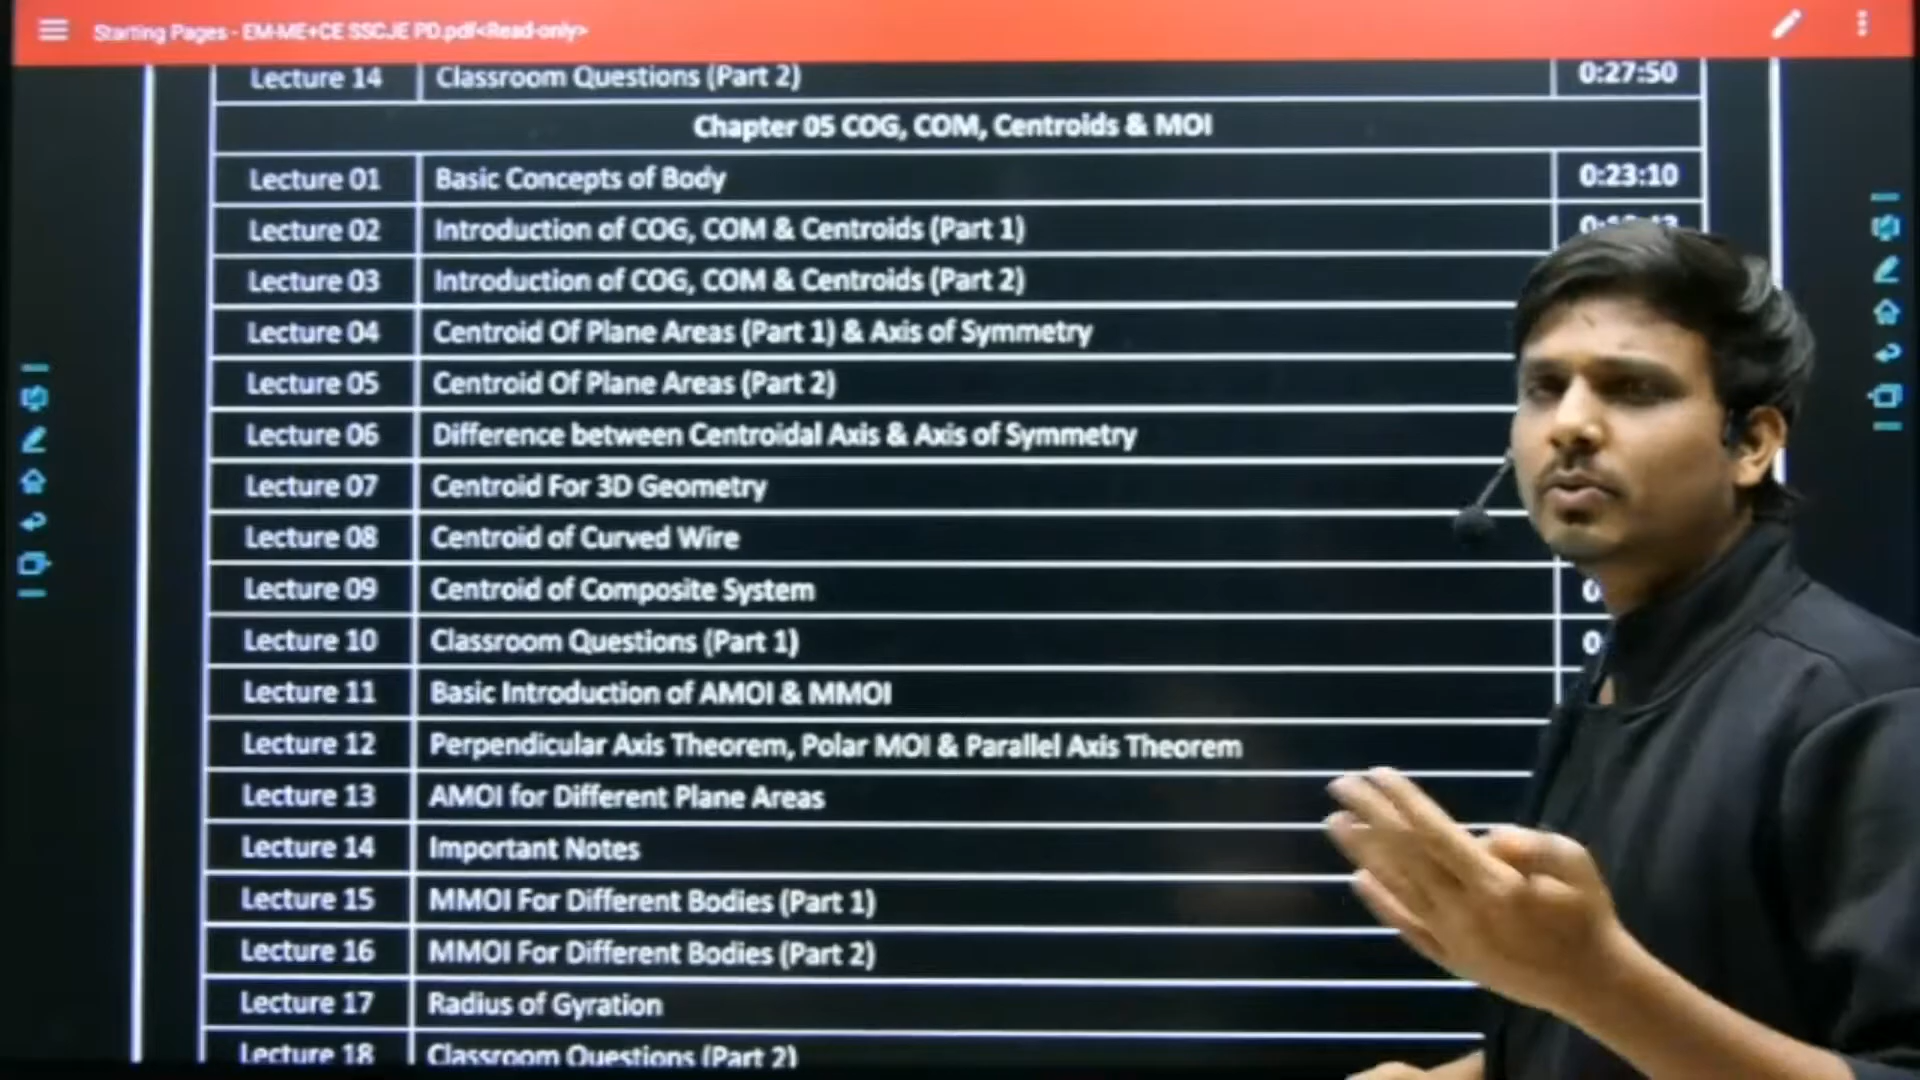 Starting Pages - EM-ME+CE SSCJE PD.pdf<Read-only>
Lecture 14 Classroom Questions (Part 2) 0:27:50
Chapter 05 COG, COM, Centroids & MOI
Lecture 01 Basic Concepts of Body 0:23:10
Lecture 02 Introduction of COG, COM & Centroids (Part 1)
Lecture 03 Introduction of COG, COM & Centroids (Part 2)
Lecture 04 Centroid Of Plane Areas (Part 1) & Axis of Symmetry
Lecture 05 Centroid Of Plane Areas (Part 2)
Lecture 06 Difference between Centroidal Axis & Axis of Symmetry
Lecture 07 Centroid For 3D Geometry
Lecture 08 Centroid of Curved Wire
Lecture 09 Centroid of Composite System
Lecture 10 Classroom Questions (Part 1)
Lecture 11 Basic Introduction of AMOI & MMOI
Lecture 12 Perpendicular Axis Theorem, Polar MOI & Parallel Axis Theorem
Lecture 13 AMOI for Different Plane Areas
Lecture 14 Important Notes
Lecture 15 MMOI For Different Bodies (Part 1)
Lecture 16 MMOI For Different Bodies (Part 2)
Lecture 17 Radius of Gyration
Lecture 18 Classroom Questions (Part 2)